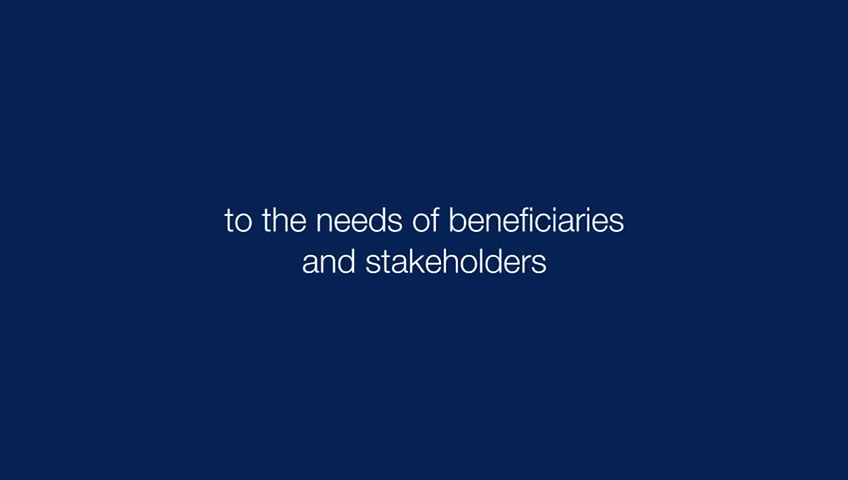 to the needs of beneficiaries
and stakeholders